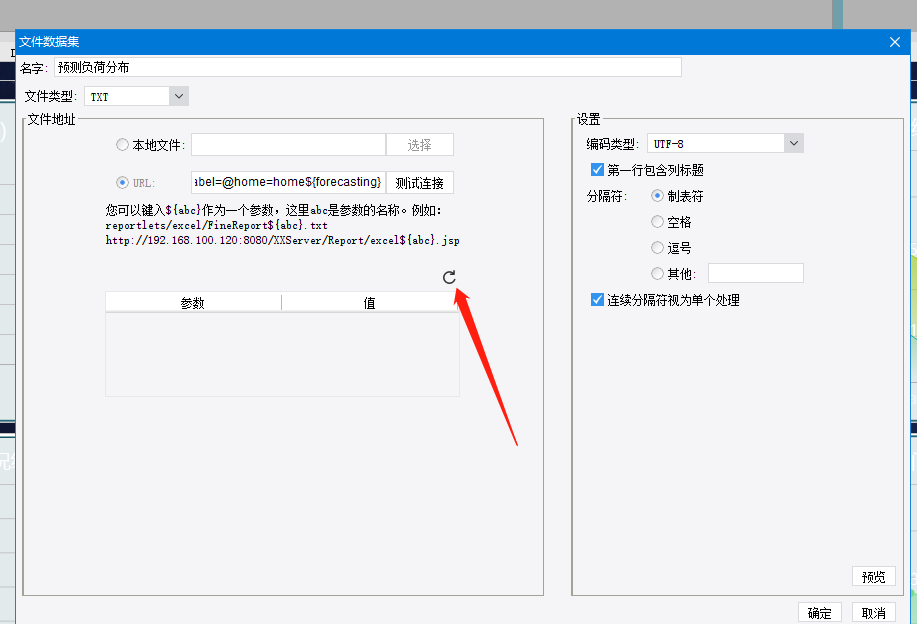 文件数据集
名字: 预测负荷分布
文件类型: TXT
文件地址
本地文件: 选择
URL: abel=@home=home${forecasting} 测试连接
您可以键入${abc}作为一个参数,这里abc是参数的名称。例如:
reportlets/excel/FineReport${abc}.txt
http://192.168.100.120:8080/XXServer/Report/excel${abc}.jsp
参数 值
设置
编码类型: UTF-8
第一行包含列标题
分隔符: 制表符
空格
逗号
其他:
连续分隔符视为单个处理
预览
确定 取消